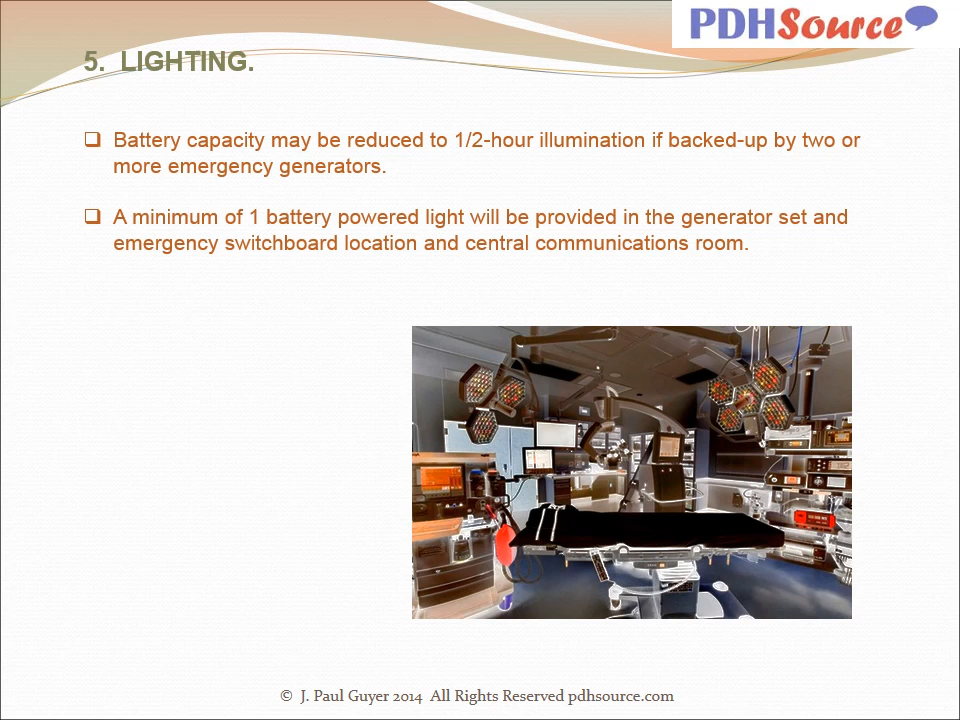 PDHSource
5. LIGHTING.
Battery capacity may be reduced to 1/2-hour illumination if backed-up by two or
more emergency generators.
A minimum of 1 battery powered light will be provided in the generator set and
emergency switchboard location and central communications room.
© J. Paul Guyer 2014 All Rights Reserved pdhsource.com